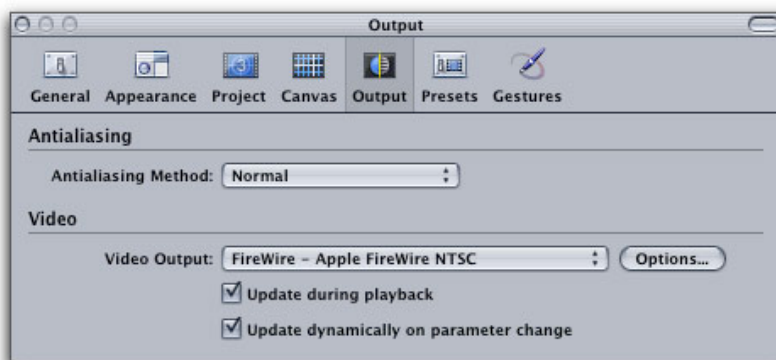 Output
General Appearance Project Canvas Output Presets Gestures
Antialiasing
Antialiasing Method: Normal
Video
Video Output: FireWire – Apple FireWire NTSC Options...
Update during playback
Update dynamically on parameter change